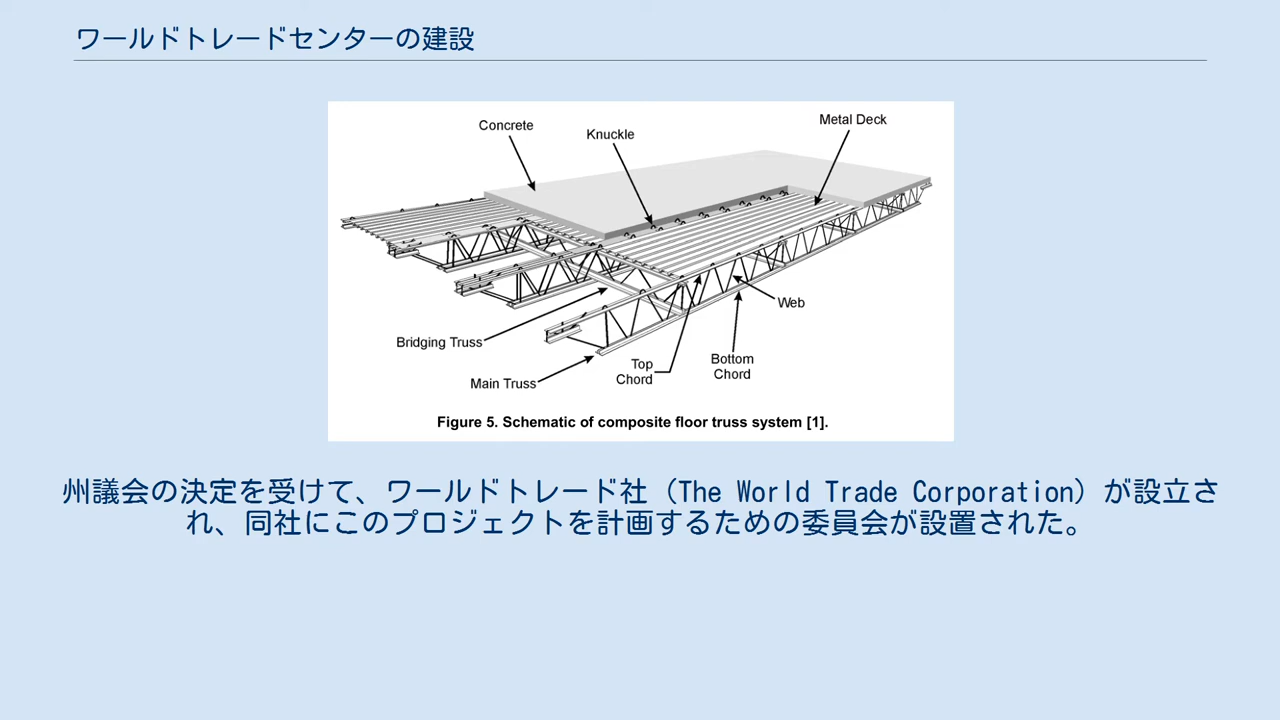 ワールドトレードセンターの建設
Concrete
Knuckle
Metal Deck
Web
Bridging Truss
Main Truss
Top
Chord
Bottom
Chord
Figure 5. Schematic of composite floor truss system [1].
州議会の決定を受けて、ワールドトレード社（The World Trade Corporation）が設立さ
れ、同社にこのプロジェクトを計画するための委員会が設置された。